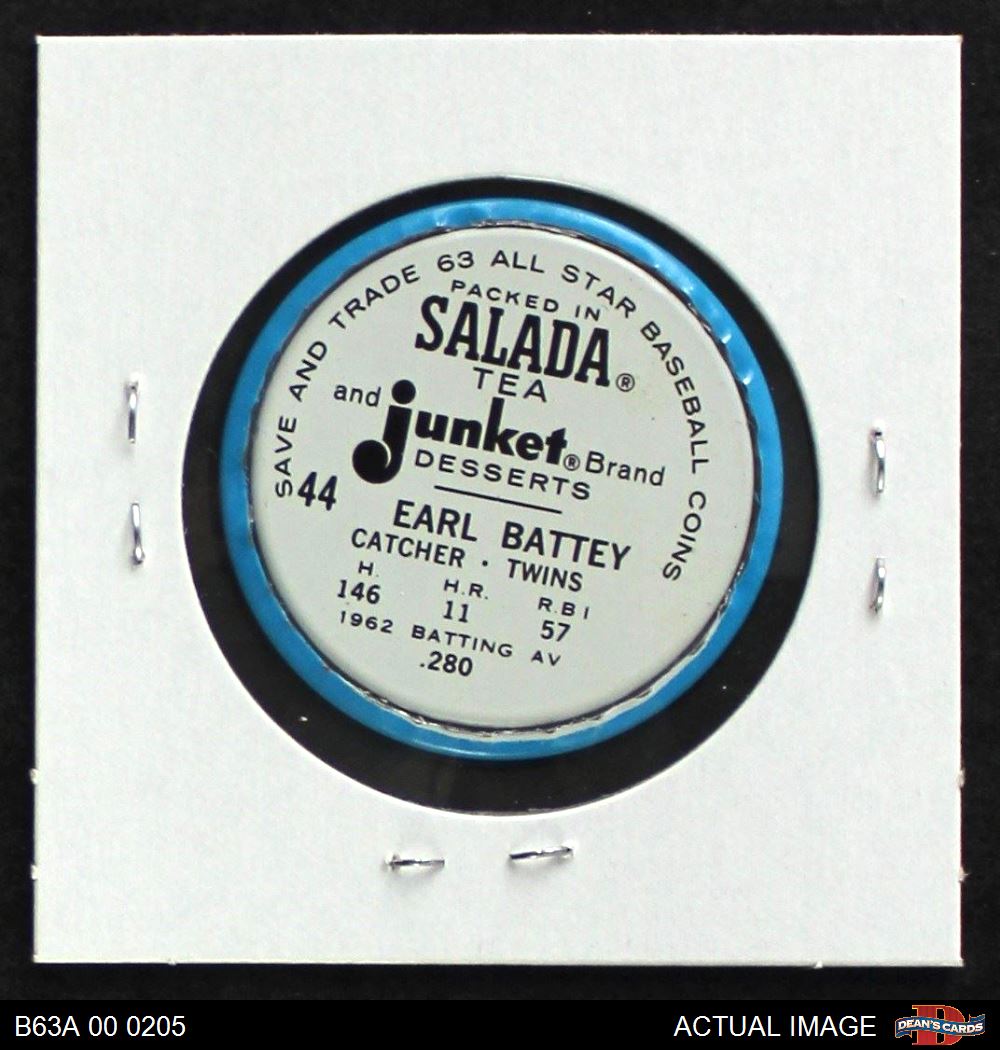 SAVE AND TRADE 63 ALL STAR BASEBALL COINS
PACKED IN
SALADA®
TEA
and junket® Brand
DESSERTS
44
EARL BATTEY
CATCHER · TWINS
H. H.R. R.B I
146 11 57
1962 BATTING AV
.280
B63A 00 0205
ACTUAL IMAGE
D
DEAN'S CARDS